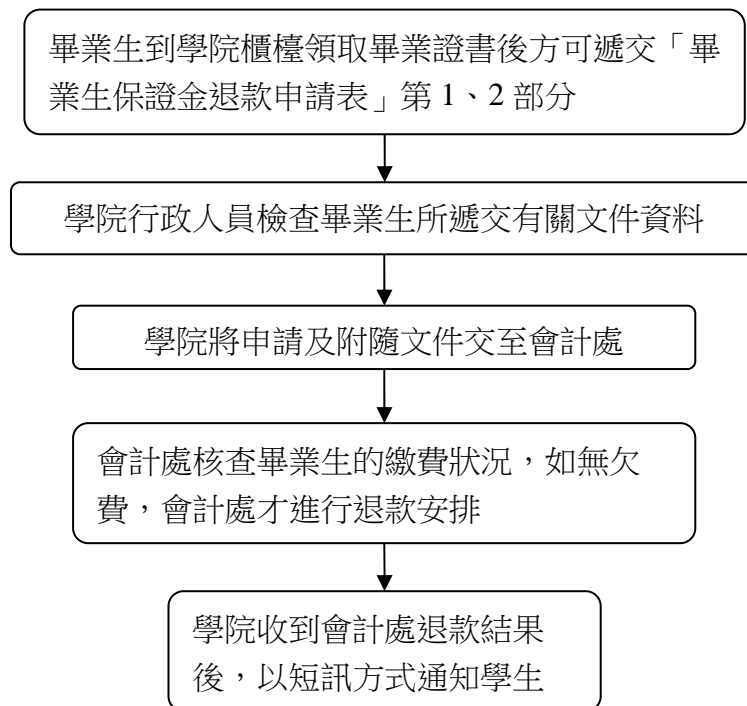 畢業生到學院櫃檯領取畢業證書後方可遞交「畢
業生保證金退款申請表」第 1、2 部分
學院行政人員檢查畢業生所遞交有關文件資料
學院將申請及附隨文件交至會計處
會計處核查畢業生的繳費狀況，如無欠
費，會計處才進行退款安排
學院收到會計處退款結果
後，以短訊方式通知學生